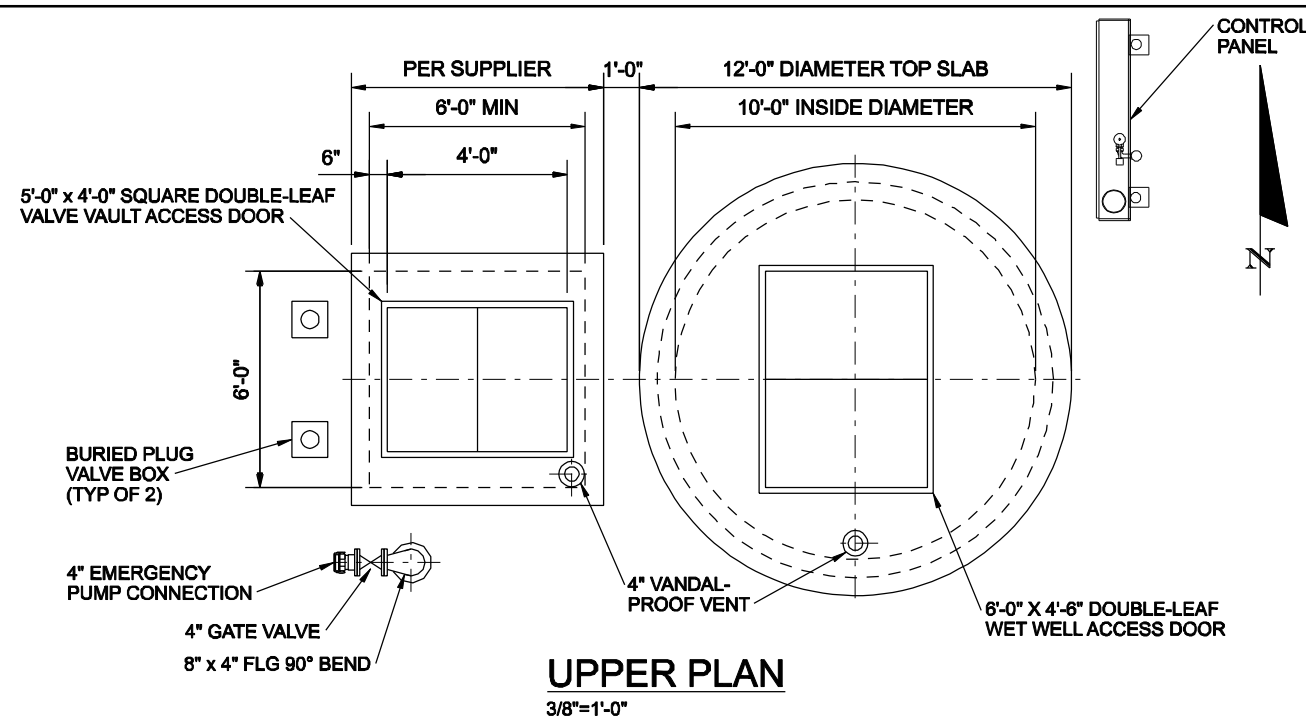 CONTROL
PANEL
PER SUPPLIER
1'-0"
12'-0" DIAMETER TOP SLAB
6'-0" MIN
10'-0" INSIDE DIAMETER
6"
4'-0"
5'-0" x 4'-0" SQUARE DOUBLE-LEAF
VALVE VAULT ACCESS DOOR
N
6'-0"
BURIED PLUG
VALVE BOX
(TYP OF 2)
4" EMERGENCY
PUMP CONNECTION
4" VANDAL-
PROOF VENT
6'-0" X 4'-6" DOUBLE-LEAF
WET WELL ACCESS DOOR
4" GATE VALVE
8" x 4" FLG 90° BEND
UPPER PLAN
3/8"=1'-0"